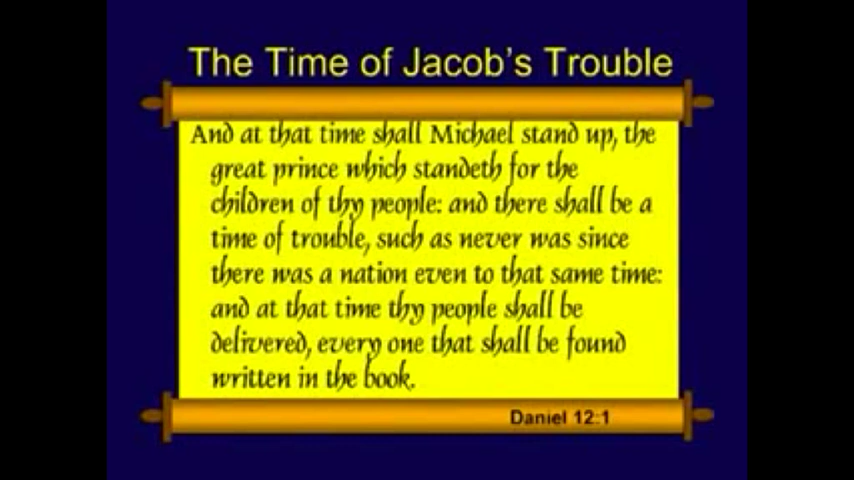 The Time of Jacob's Trouble
And at that time shall Michael stand up, the
great prince which standeth for the
children of thy people: and there shall be a
time of trouble, such as never was since
there was a nation even to that same time:
and at that time thy people shall be
delivered, every one that shall be found
written in the book.
Daniel 12:1